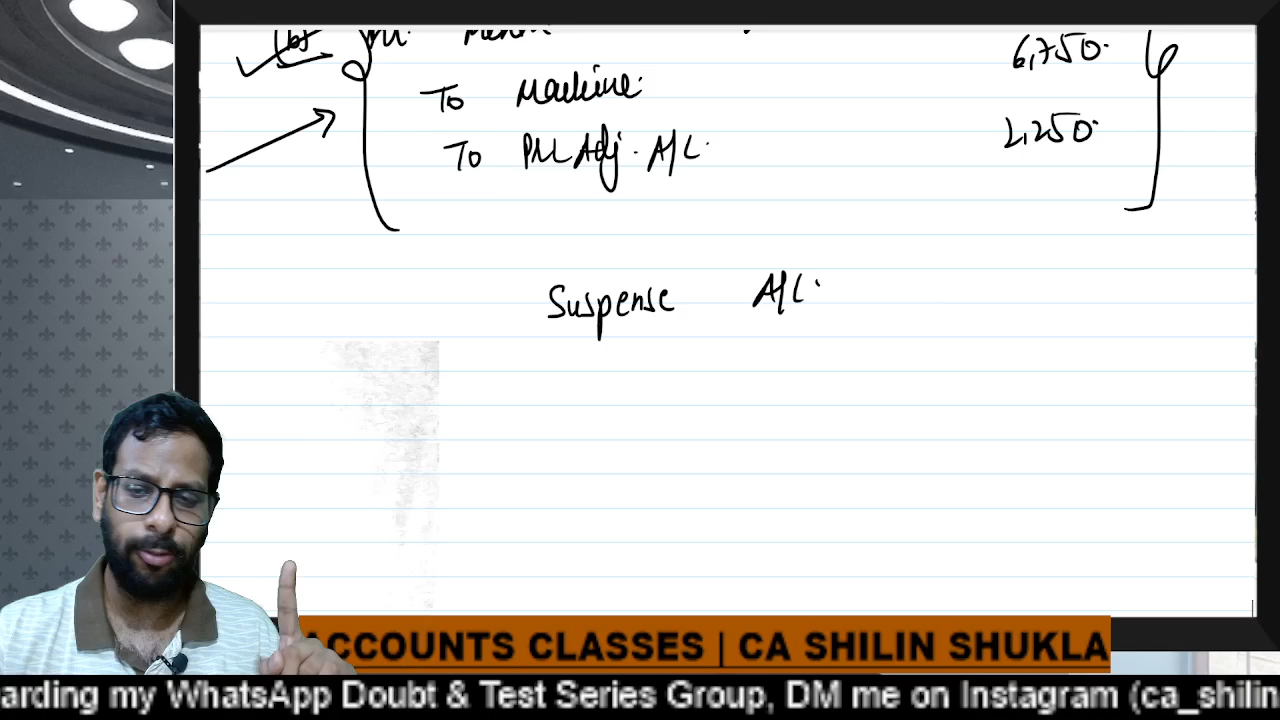 6,750.
To Machine.
To P&L Adj. A/c.
2,250.
Suspense A/c.
ACCOUNTS CLASSES | CA SHILIN SHUKLA
arding my WhatsApp Doubt & Test Series Group, DM me on Instagram (ca_shilin